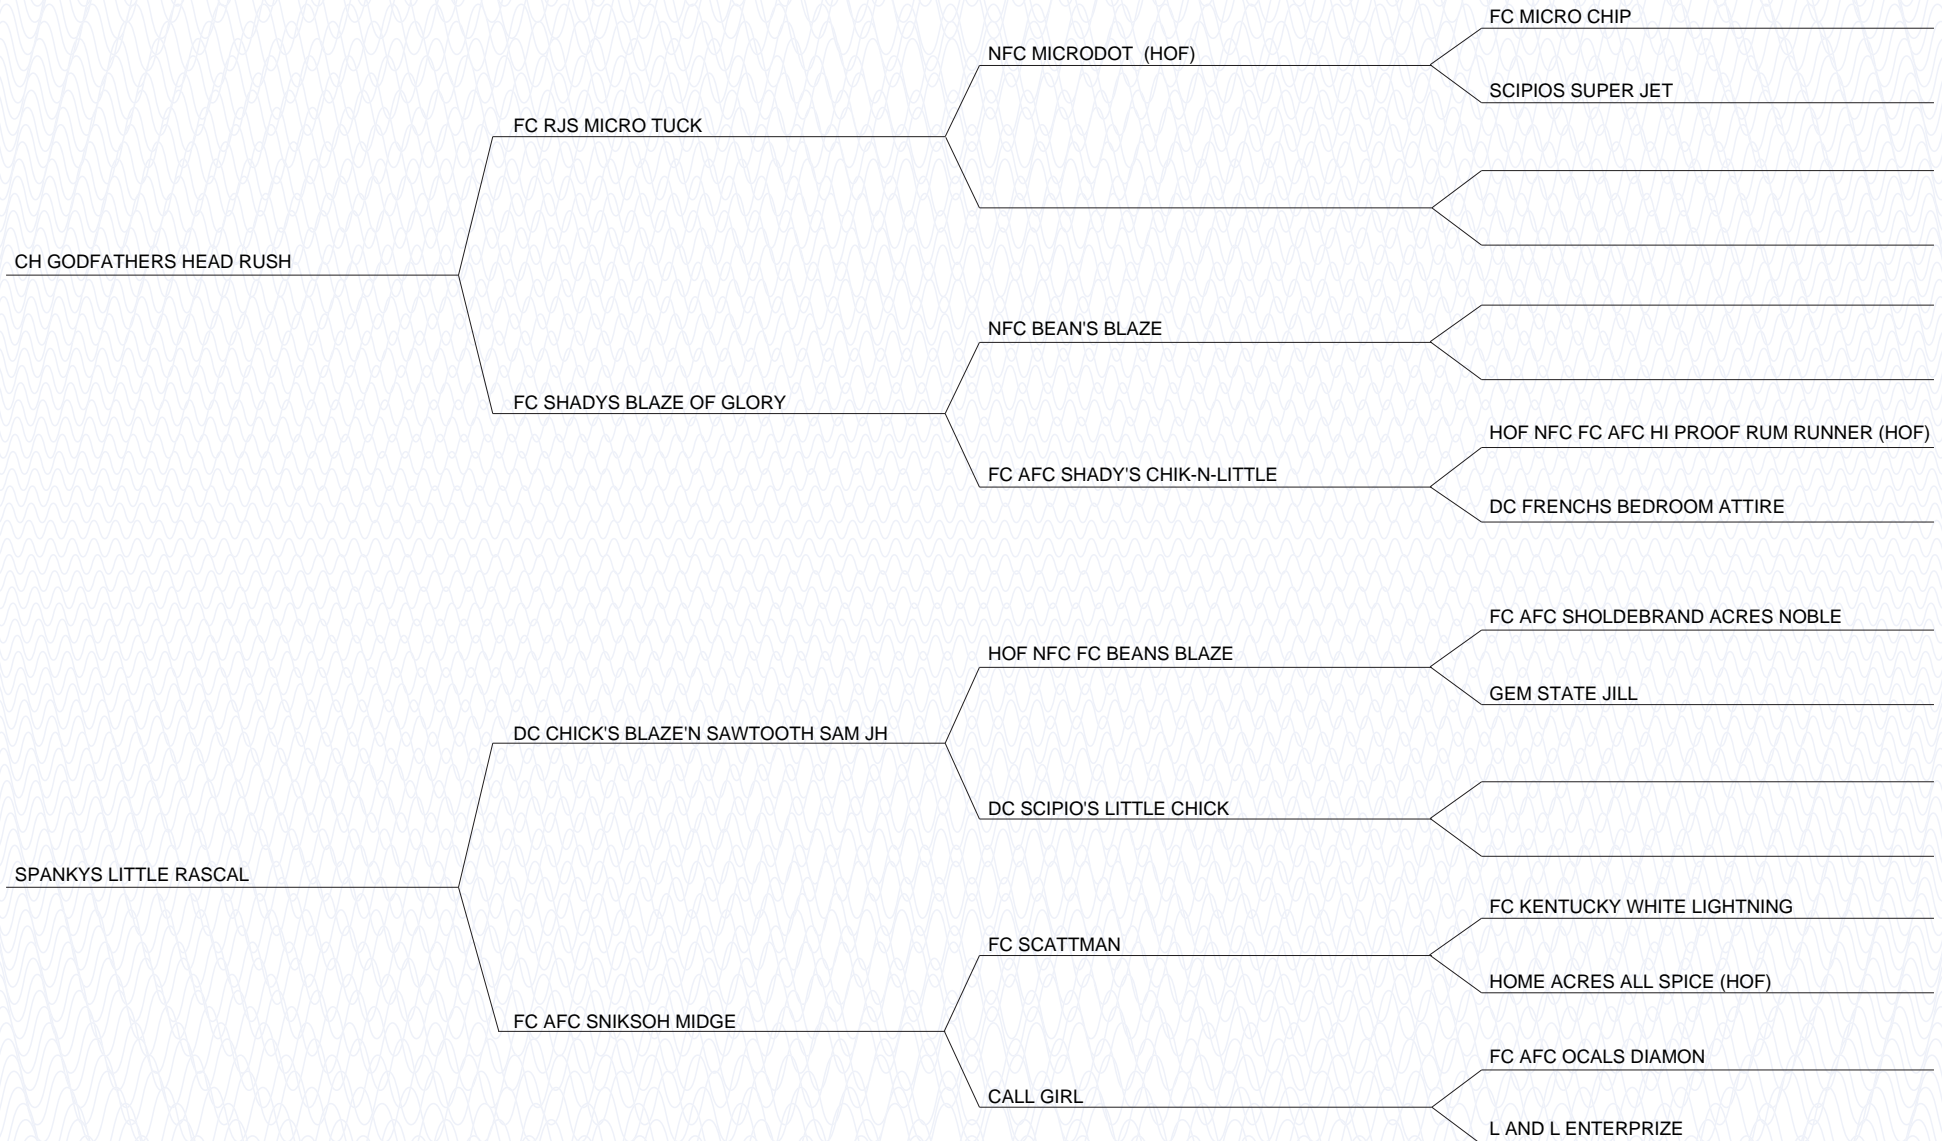 FC MICRO CHIP
NFC MICRODOT (HOF)
SCIPIOS SUPER JET
FC RJS MICRO TUCK
CH GODFATHERS HEAD RUSH
NFC BEAN'S BLAZE
FC SHADYS BLAZE OF GLORY
HOF NFC FC AFC HI PROOF RUM RUNNER (HOF)
FC AFC SHADY'S CHIK-N-LITTLE
DC FRENCHS BEDROOM ATTIRE
FC AFC SHOLDEBRAND ACRES NOBLE
HOF NFC FC BEANS BLAZE
GEM STATE JILL
DC CHICK'S BLAZE'N SAWTOOTH SAM JH
DC SCIPIO'S LITTLE CHICK
SPANKYS LITTLE RASCAL
FC KENTUCKY WHITE LIGHTNING
FC SCATTMAN
HOME ACRES ALL SPICE (HOF)
FC AFC SNIKSOH MIDGE
FC AFC OCALS DIAMON
CALL GIRL
L AND L ENTERPRIZE